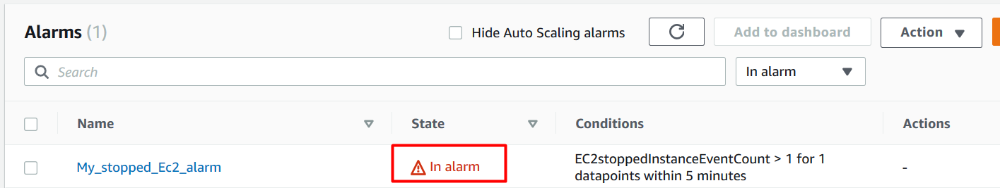 Alarms (1)
Hide Auto Scaling alarms
Add to dashboard
Action
Search
In alarm
Name
State
Conditions
Actions
My_stopped_Ec2_alarm
In alarm
EC2stoppedInstanceEventCount > 1 for 1
datapoints within 5 minutes
-